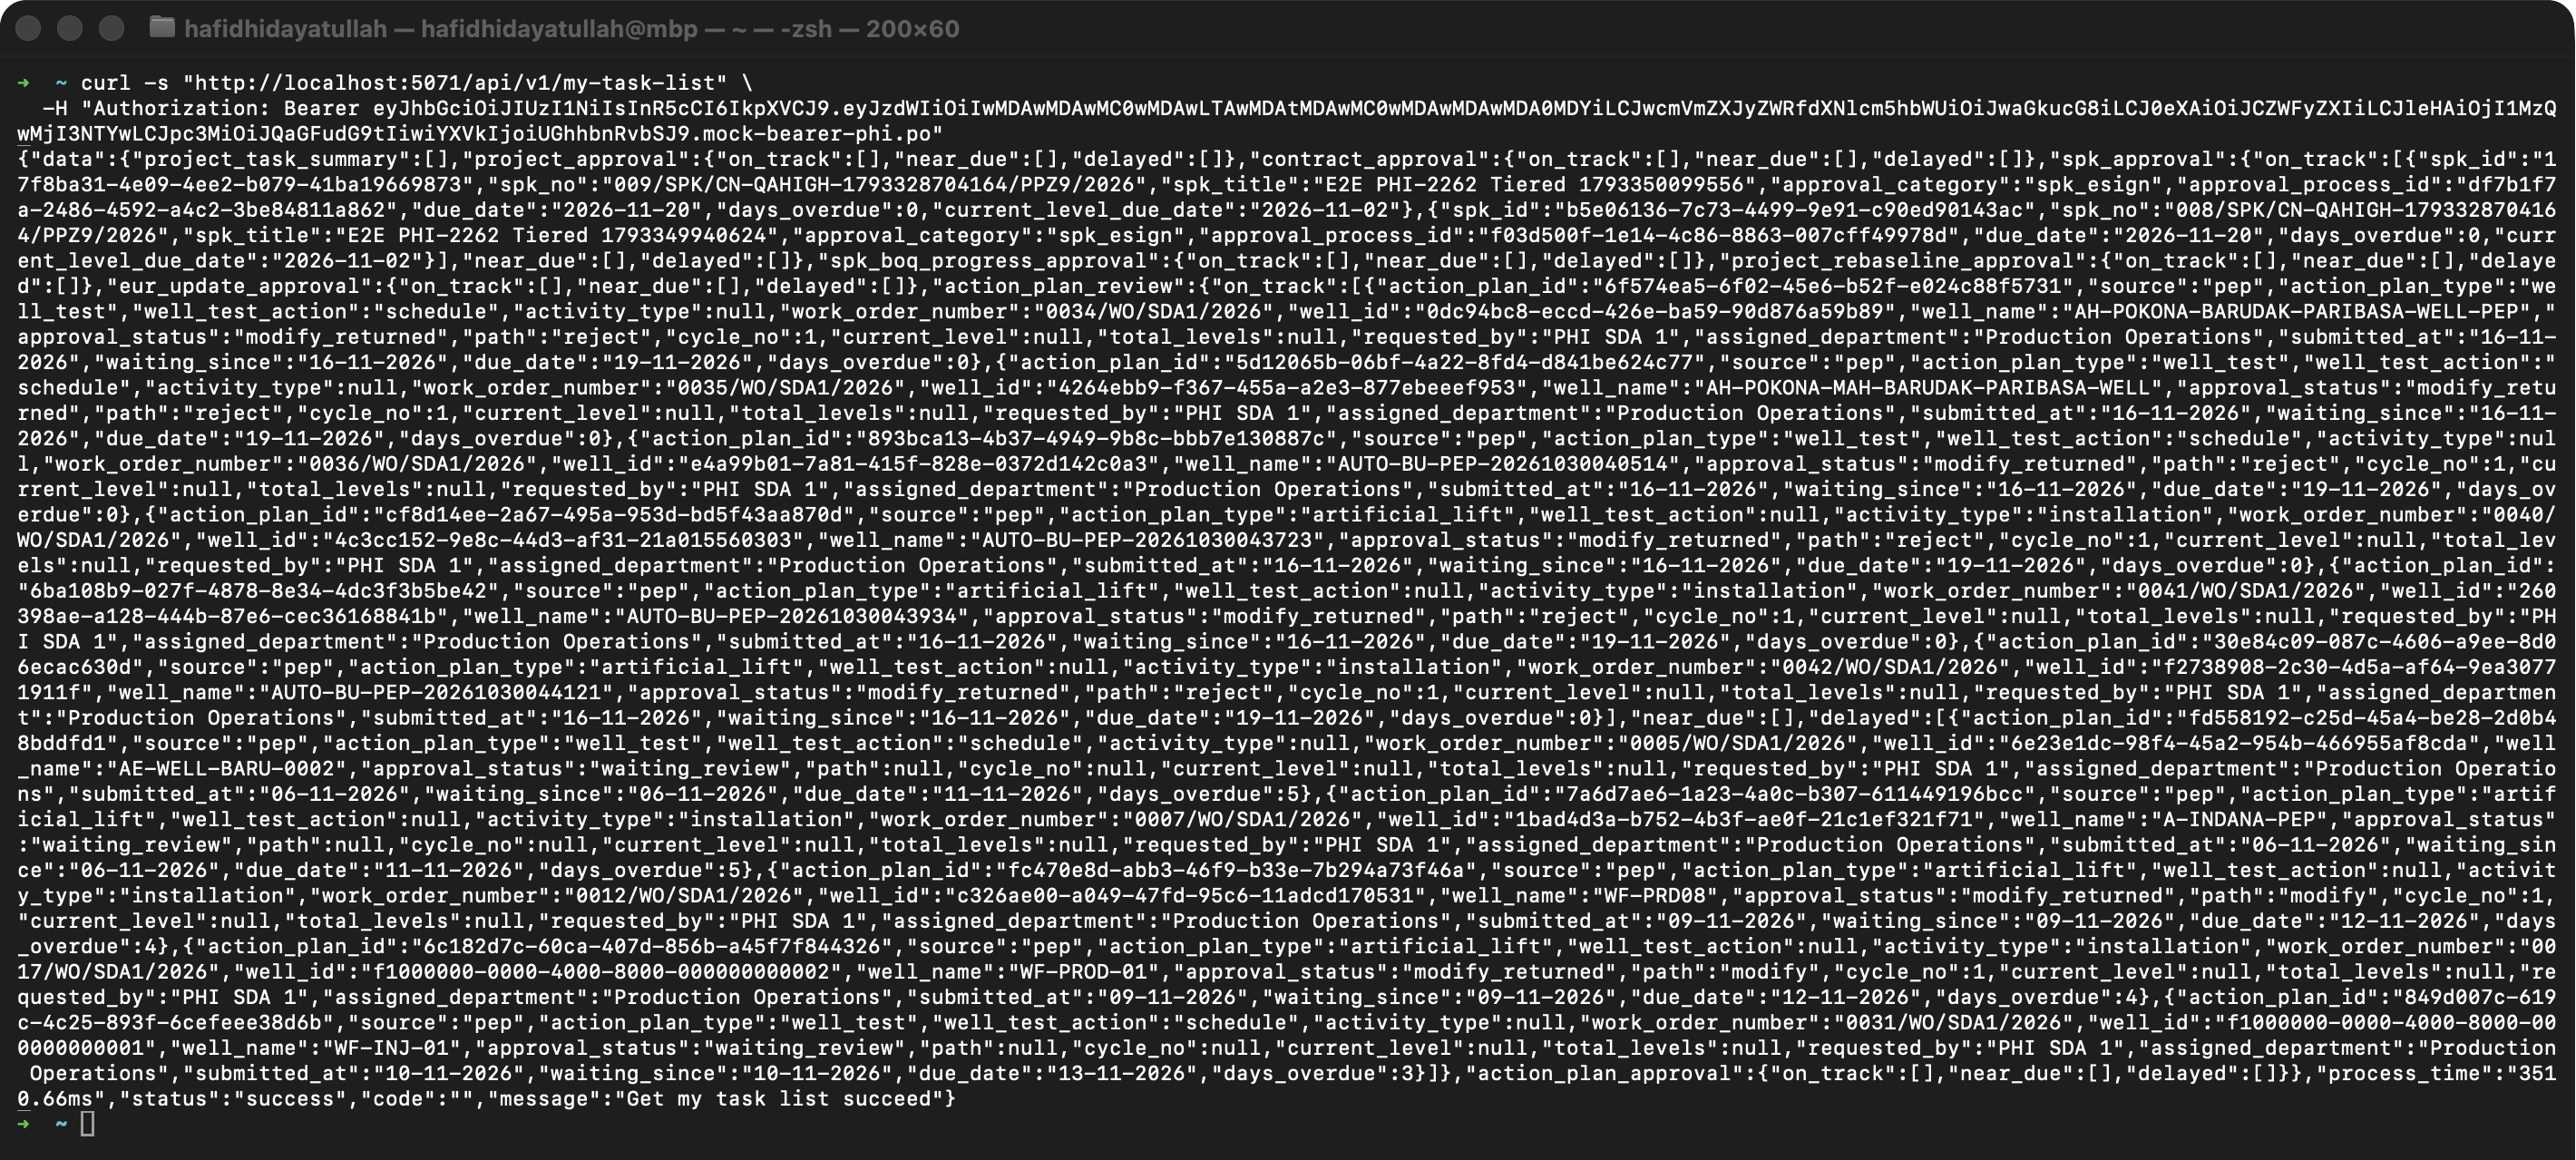 hafidhidayatullah — hafidhidayatullah@mbp — ~ — -zsh — 200×60
➜  ~ curl -s "http://localhost:5071/api/v1/my-task-list" \
  -H "Authorization: Bearer eyJhbGciOiJIUzI1NiIsInR5cCI6IkpXVCJ9.eyJzdWIiOiIwMDAwMDAwMC0wMDAwLTAwMDAtMDAwMC0wMDAwMDAwMDA0MDYiLCJwcmVmZXJyZWRfdXNlcm5hbWUiOiJwaGkucG8iLCJ0eXAiOiJCZWFyZXIiLCJleHAiOjI1MzQ
wMjI3NTYwLCJpc3MiOiJQaGFudG9tIiwiYXVkIjoiUGhhbnRvbSJ9.mock-bearer-phi.po"
{"data":{"project_task_summary":[],"project_approval":{"on_track":[],"near_due":[],"delayed":[]},"contract_approval":{"on_track":[],"near_due":[],"delayed":[]},"spk_approval":{"on_track":[{"spk_id":"1
7f8ba31-4e09-4ee2-b079-41ba19669873","spk_no":"009/SPK/CN-QAHIGH-1793328704164/PPZ9/2026","spk_title":"E2E PHI-2262 Tiered 1793350099556","approval_category":"spk_esign","approval_process_id":"df7b1f7
a-2486-4592-a4c2-3be84811a862","due_date":"2026-11-20","days_overdue":0,"current_level_due_date":"2026-11-02"},{"spk_id":"b5e06136-7c73-4499-9e91-c90ed90143ac","spk_no":"008/SPK/CN-QAHIGH-179332870416
4/PPZ9/2026","spk_title":"E2E PHI-2262 Tiered 1793349940624","approval_category":"spk_esign","approval_process_id":"f03d500f-1e14-4c86-8863-007cff49978d","due_date":"2026-11-20","days_overdue":0,"curr
ent_level_due_date":"2026-11-02"}],"near_due":[],"delayed":[]},"spk_boq_progress_approval":{"on_track":[],"near_due":[],"delayed":[]},"project_rebaseline_approval":{"on_track":[],"near_due":[],"delaye
d":[]},"eur_update_approval":{"on_track":[],"near_due":[],"delayed":[]},"action_plan_review":{"on_track":[{"action_plan_id":"6f574ea5-6f02-45e6-b52f-e024c88f5731","source":"pep","action_plan_type":"we
ll_test","well_test_action":"schedule","activity_type":null,"work_order_number":"0034/WO/SDA1/2026","well_id":"0dc94bc8-eccd-426e-ba59-90d876a59b89","well_name":"AH-POKONA-BARUDAK-PARIBASA-WELL-PEP","
approval_status":"modify_returned","path":"reject","cycle_no":1,"current_level":null,"total_levels":null,"requested_by":"PHI SDA 1","assigned_department":"Production Operations","submitted_at":"16-11-
2026","waiting_since":"16-11-2026","due_date":"19-11-2026","days_overdue":0},{"action_plan_id":"5d12065b-06bf-4a22-8fd4-d841be624c77","source":"pep","action_plan_type":"well_test","well_test_action":"
schedule","activity_type":null,"work_order_number":"0035/WO/SDA1/2026","well_id":"4264ebb9-f367-455a-a2e3-877ebeeef953","well_name":"AH-POKONA-MAH-BARUDAK-PARIBASA-WELL","approval_status":"modify_retu
rned","path":"reject","cycle_no":1,"current_level":null,"total_levels":null,"requested_by":"PHI SDA 1","assigned_department":"Production Operations","submitted_at":"16-11-2026","waiting_since":"16-11-
2026","due_date":"19-11-2026","days_overdue":0},{"action_plan_id":"893bca13-4b37-4949-9b8c-bbb7e130887c","source":"pep","action_plan_type":"well_test","well_test_action":"schedule","activity_type":nul
l,"work_order_number":"0036/WO/SDA1/2026","well_id":"e4a99b01-7a81-415f-828e-0372d142c0a3","well_name":"AUTO-BU-PEP-20261030040514","approval_status":"modify_returned","path":"reject","cycle_no":1,"cu
rrent_level":null,"total_levels":null,"requested_by":"PHI SDA 1","assigned_department":"Production Operations","submitted_at":"16-11-2026","waiting_since":"16-11-2026","due_date":"19-11-2026","days_ov
erdue":0},{"action_plan_id":"cf8d14ee-2a67-495a-953d-bd5f43aa870d","source":"pep","action_plan_type":"artificial_lift","well_test_action":null,"activity_type":"installation","work_order_number":"0040/
WO/SDA1/2026","well_id":"4c3cc152-9e8c-44d3-af31-21a015560303","well_name":"AUTO-BU-PEP-20261030043723","approval_status":"modify_returned","path":"reject","cycle_no":1,"current_level":null,"total_lev
els":null,"requested_by":"PHI SDA 1","assigned_department":"Production Operations","submitted_at":"16-11-2026","waiting_since":"16-11-2026","due_date":"19-11-2026","days_overdue":0},{"action_plan_id":
"6ba108b9-027f-4878-8e34-4dc3f3b5be42","source":"pep","action_plan_type":"artificial_lift","well_test_action":null,"activity_type":"installation","work_order_number":"0041/WO/SDA1/2026","well_id":"260
398ae-a128-444b-87e6-cec36168841b","well_name":"AUTO-BU-PEP-20261030043934","approval_status":"modify_returned","path":"reject","cycle_no":1,"current_level":null,"total_levels":null,"requested_by":"PH
I SDA 1","assigned_department":"Production Operations","submitted_at":"16-11-2026","waiting_since":"16-11-2026","due_date":"19-11-2026","days_overdue":0},{"action_plan_id":"30e84c09-087c-4606-a9ee-8d0
6ecac630d","source":"pep","action_plan_type":"artificial_lift","well_test_action":null,"activity_type":"installation","work_order_number":"0042/WO/SDA1/2026","well_id":"f2738908-2c30-4d5a-af64-9ea3077
1911f","well_name":"AUTO-BU-PEP-20261030044121","approval_status":"modify_returned","path":"reject","cycle_no":1,"current_level":null,"total_levels":null,"requested_by":"PHI SDA 1","assigned_departmen
t":"Production Operations","submitted_at":"16-11-2026","waiting_since":"16-11-2026","due_date":"19-11-2026","days_overdue":0}],"near_due":[],"delayed":[{"action_plan_id":"fd558192-c25d-45a4-be28-2d0b4
8bddfd1","source":"pep","action_plan_type":"well_test","well_test_action":"schedule","activity_type":null,"work_order_number":"0005/WO/SDA1/2026","well_id":"6e23e1dc-98f4-45a2-954b-466955af8cda","well
_name":"AE-WELL-BARU-0002","approval_status":"waiting_review","path":null,"cycle_no":null,"current_level":null,"total_levels":null,"requested_by":"PHI SDA 1","assigned_department":"Production Operatio
ns","submitted_at":"06-11-2026","waiting_since":"06-11-2026","due_date":"11-11-2026","days_overdue":5},{"action_plan_id":"7a6d7ae6-1a23-4a0c-b307-611449196bcc","source":"pep","action_plan_type":"artif
icial_lift","well_test_action":null,"activity_type":"installation","work_order_number":"0007/WO/SDA1/2026","well_id":"1bad4d3a-b752-4b3f-ae0f-21c1ef321f71","well_name":"A-INDANA-PEP","approval_status"
:"waiting_review","path":null,"cycle_no":null,"current_level":null,"total_levels":null,"requested_by":"PHI SDA 1","assigned_department":"Production Operations","submitted_at":"06-11-2026","waiting_sin
ce":"06-11-2026","due_date":"11-11-2026","days_overdue":5},{"action_plan_id":"fc470e8d-abb3-46f9-b33e-7b294a73f46a","source":"pep","action_plan_type":"artificial_lift","well_test_action":null,"activit
y_type":"installation","work_order_number":"0012/WO/SDA1/2026","well_id":"c326ae00-a049-47fd-95c6-11adcd170531","well_name":"WF-PRD08","approval_status":"modify_returned","path":"modify","cycle_no":1,
"current_level":null,"total_levels":null,"requested_by":"PHI SDA 1","assigned_department":"Production Operations","submitted_at":"09-11-2026","waiting_since":"09-11-2026","due_date":"12-11-2026","days
_overdue":4},{"action_plan_id":"6c182d7c-60ca-407d-856b-a45f7f844326","source":"pep","action_plan_type":"artificial_lift","well_test_action":null,"activity_type":"installation","work_order_number":"00
17/WO/SDA1/2026","well_id":"f1000000-0000-4000-8000-000000000002","well_name":"WF-PROD-01","approval_status":"modify_returned","path":"modify","cycle_no":1,"current_level":null,"total_levels":null,"re
quested_by":"PHI SDA 1","assigned_department":"Production Operations","submitted_at":"09-11-2026","waiting_since":"09-11-2026","due_date":"12-11-2026","days_overdue":4},{"action_plan_id":"849d007c-619
c-4c25-893f-6cefeee38d6b","source":"pep","action_plan_type":"well_test","well_test_action":"schedule","activity_type":null,"work_order_number":"0031/WO/SDA1/2026","well_id":"f1000000-0000-4000-8000-00
0000000001","well_name":"WF-INJ-01","approval_status":"waiting_review","path":null,"cycle_no":null,"current_level":null,"total_levels":null,"requested_by":"PHI SDA 1","assigned_department":"Production
 Operations","submitted_at":"10-11-2026","waiting_since":"10-11-2026","due_date":"13-11-2026","days_overdue":3}]},"action_plan_approval":{"on_track":[],"near_due":[],"delayed":[]}},"process_time":"351
0.66ms","status":"success","code":"","message":"Get my task list succeed"}
➜  ~